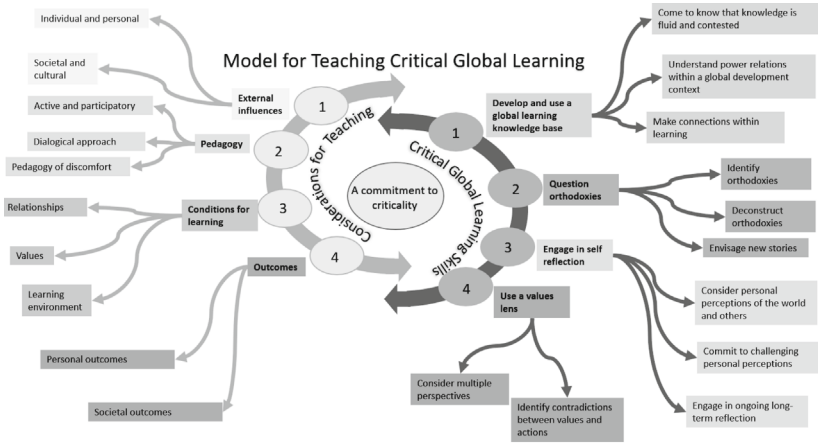 Model for Teaching Critical Global Learning
Individual and personal
Societal and
cultural
External
influences
1
Active and participatory
Dialogical approach
Pedagogy of discomfort
Pedagogy
2
Relationships
Values
Learning
environment
Conditions for
learning
3
Personal outcomes
Societal outcomes
Outcomes
4
Considerations for Teaching
A commitment to
criticality
Critical Global Learning Skills
1
Develop and use a
global learning
knowledge base
Come to know that knowledge is
fluid and contested
Understand power relations
within a global development
context
Make connections within
learning
2
Question
orthodoxies
Identify
orthodoxies
Deconstruct
orthodoxies
Envisage new stories
3
Engage in self
reflection
Consider personal
perceptions of the world
and others
Commit to challenging
personal perceptions
Engage in ongoing long-
term reflection
4
Use a values
lens
Consider multiple
perspectives
Identify contradictions
between values and
actions